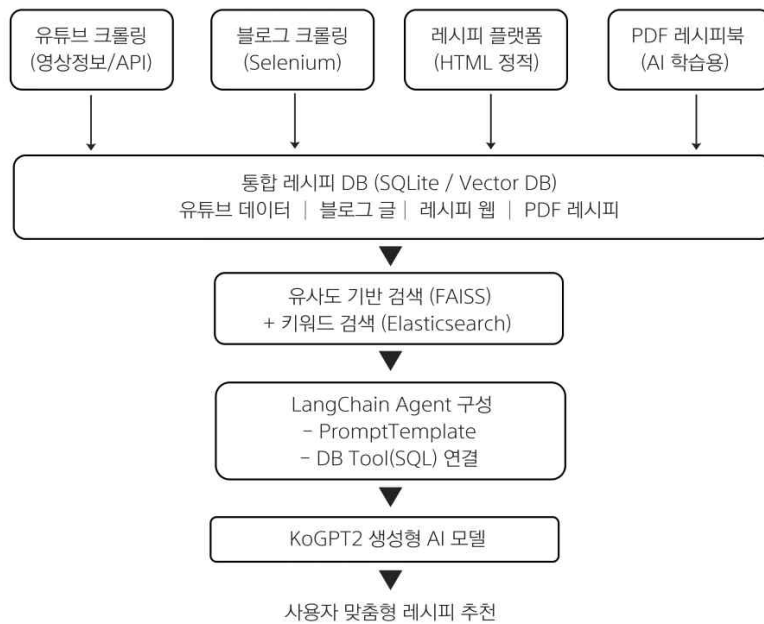 유튜브 크롤링
(영상정보/API)
블로그 크롤링
(Selenium)
레시피 플랫폼
(HTML 정적)
PDF 레시피북
(AI 학습용)
통합 레시피 DB (SQLite / Vector DB)
유튜브 데이터 | 블로그 글 | 레시피 웹 | PDF 레시피
유사도 기반 검색 (FAISS)
+ 키워드 검색 (Elasticsearch)
LangChain Agent 구성
– PromptTemplate
– DB Tool(SQL) 연결
KoGPT2 생성형 AI 모델
사용자 맞춤형 레시피 추천